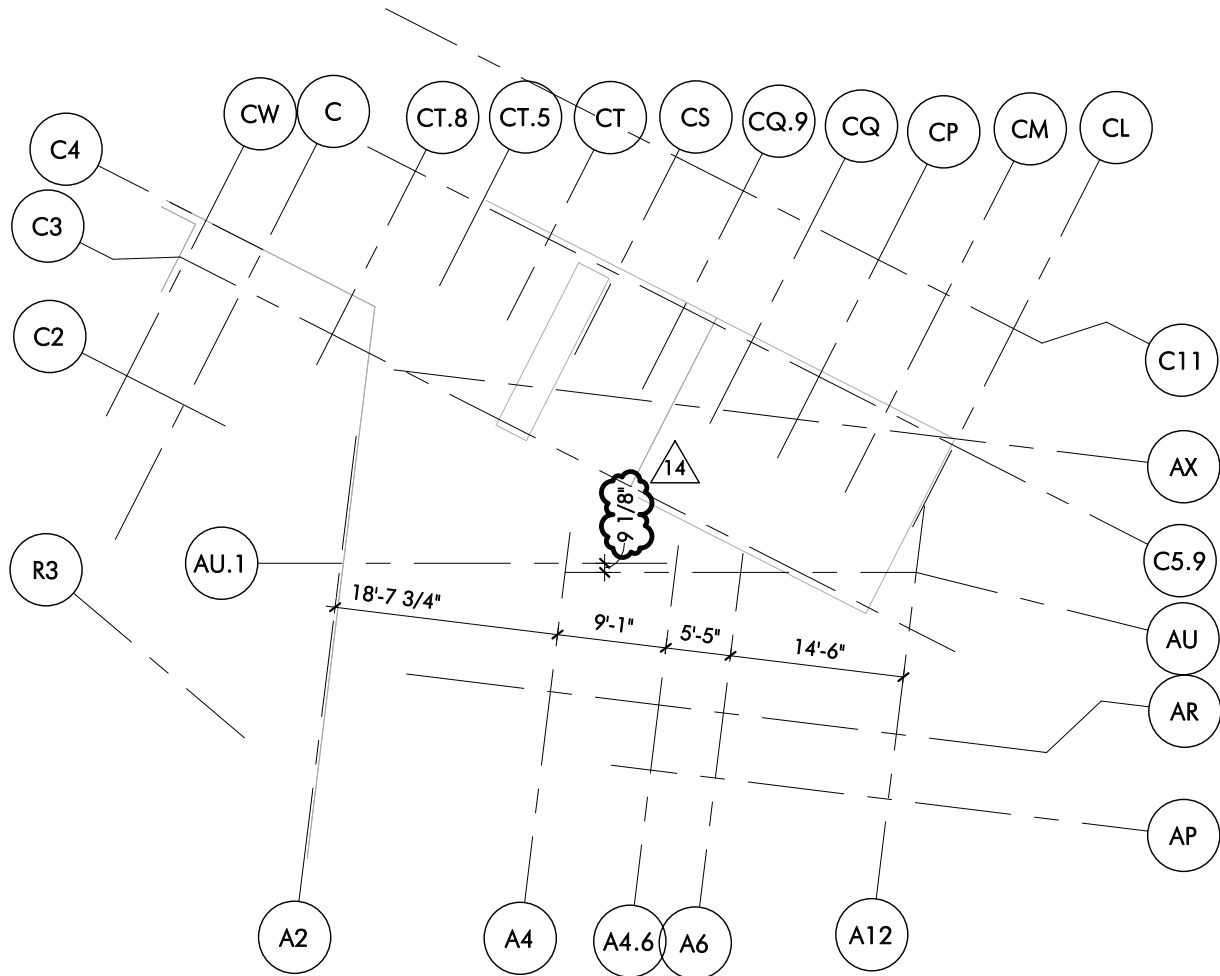 CW
C
CT.8
CT.5
CT
CS
CQ.9
CQ
CP
CM
CL
C4
C3
C2
C11
AX
14
9 1/8"
R3
AU.1
C5.9
18'-7 3/4"
9'-1"
5'-5"
14'-6"
AU
AR
AP
A2
A4
A4.6
A6
A12